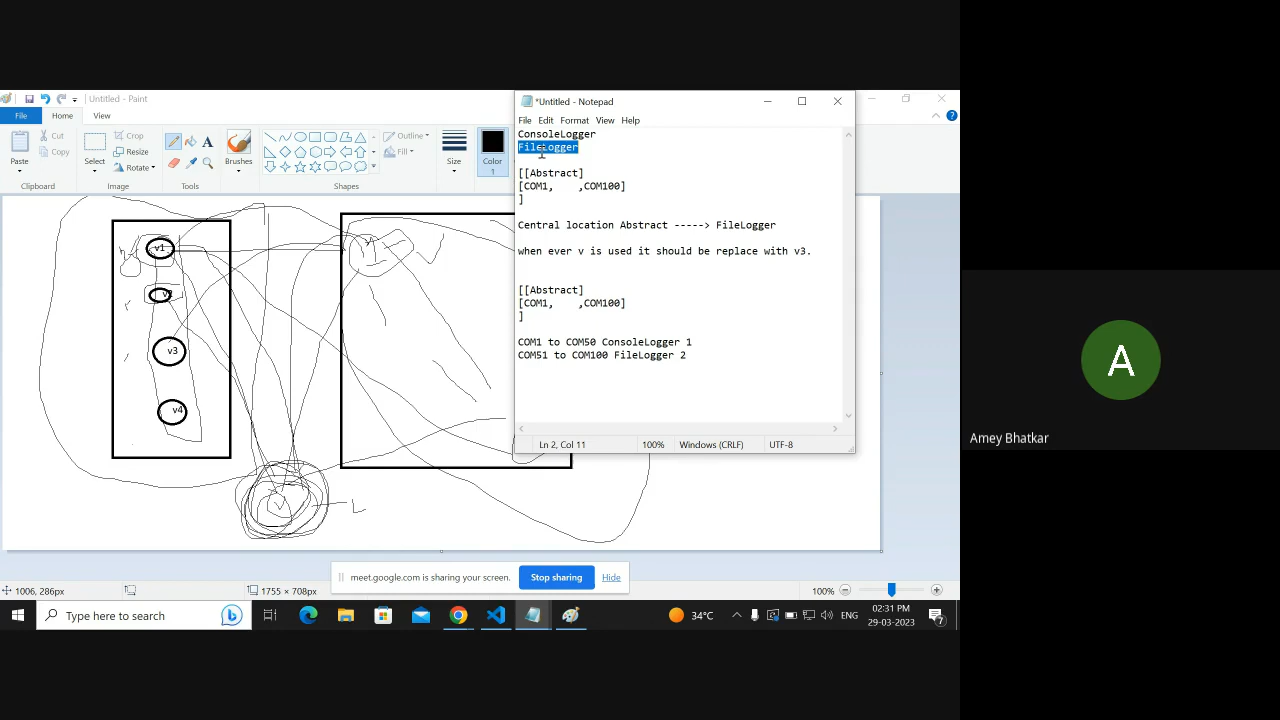 Untitled - Paint
File
Home
View
Paste
Cut
Copy
Clipboard
Select
Crop
Resize
Rotate
Image
Tools
Brushes
Shapes
Outline
Fill
Size
Color
1
*Untitled - Notepad
File Edit Format View Help
ConsoleLogger
FileLogger
[[Abstract]
[COM1, ,COM100]
]
Central location Abstract -----> FileLogger
when ever v is used it should be replace with v3.
[[Abstract]
[COM1, ,COM100]
]
COM1 to COM50 ConsoleLogger 1
COM51 to COM100 FileLogger 2
Ln 2, Col 11
100%
Windows (CRLF)
UTF-8
v1
v2
v3
v4
V
L
Amey Bhatkar
A
meet.google.com is sharing your screen.
Stop sharing
Hide
1006, 286px
1755 × 708px
100%
Type here to search
34°C
ENG
02:31 PM
29-03-2023
7